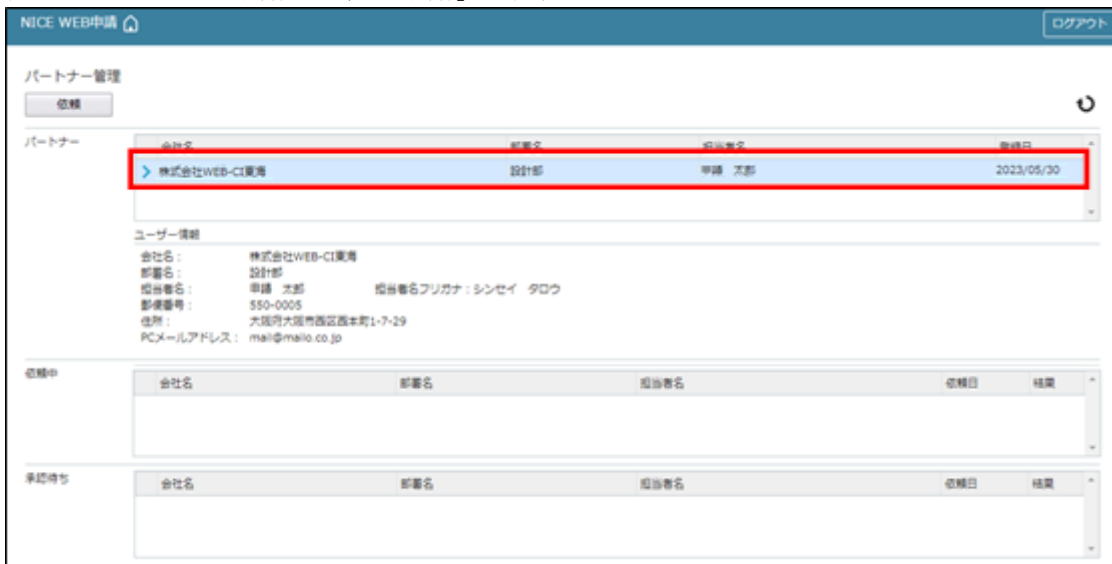 NICE WEB申請
ログアウト
パートナー管理
依頼
パートナー
会社名 部署名 担当者名 登録日
株式会社WEB-CI東海 設計部 申請 太郎 2023/05/30
ユーザー情報
会社名： 株式会社WEB-CI東海
部署名： 設計部
担当者名： 申請 太郎 担当者名フリガナ：シンセイ タロウ
郵便番号： 550-0005
住所： 大阪府大阪市西区西本町1-7-29
PCメールアドレス： mail@mailo.co.jp
依頼中
会社名 部署名 担当者名 依頼日 結果
承認待ち
会社名 部署名 担当者名 依頼日 結果